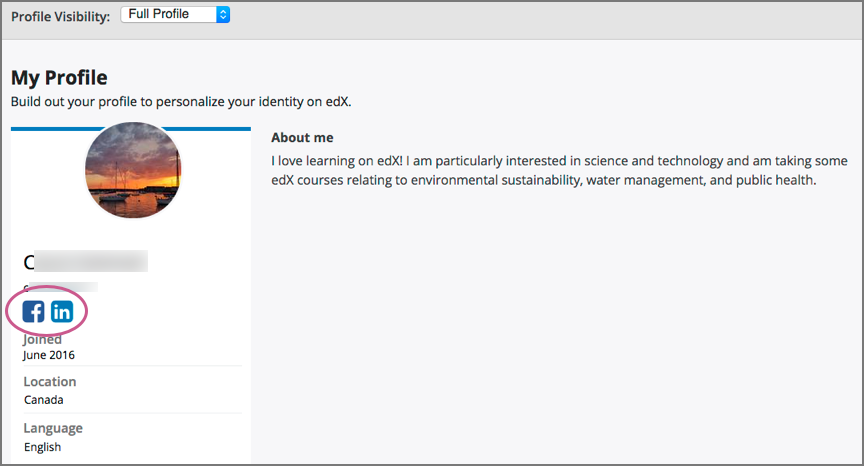 Profile Visibility: Full Profile
My Profile
Build out your profile to personalize your identity on edX.
About me
I love learning on edX! I am particularly interested in science and technology and am taking some
edX courses relating to environmental sustainability, water management, and public health.
C
f in
Joined
June 2016
Location
Canada
Language
English